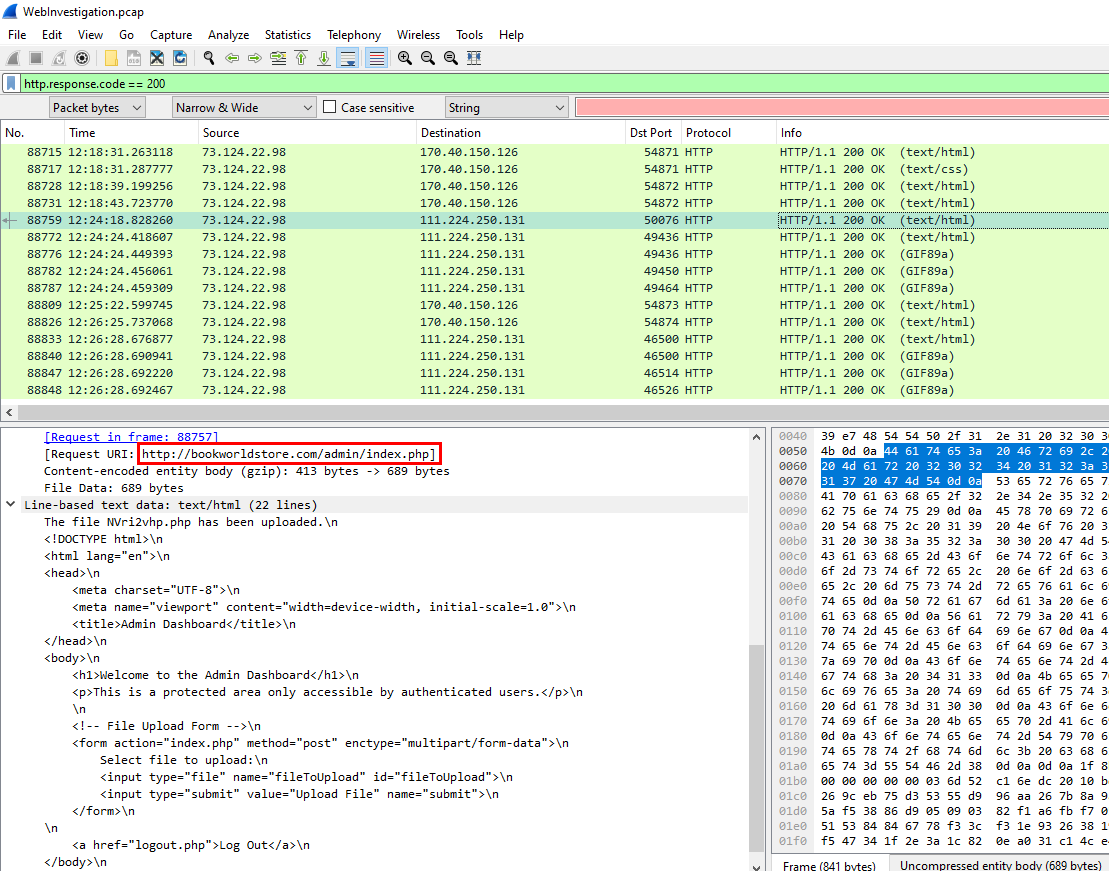 WebInvestigation.pcap
File Edit View Go Capture Analyze Statistics Telephony Wireless Tools Help
http.response.code == 200
Packet bytes Narrow & Wide Case sensitive String
No. Time Source Destination Dst Port Protocol Info
88715 12:18:31.263118 73.124.22.98 170.40.150.126 54871 HTTP HTTP/1.1 200 OK (text/html)
88717 12:18:31.287777 73.124.22.98 170.40.150.126 54871 HTTP HTTP/1.1 200 OK (text/css)
88728 12:18:39.199256 73.124.22.98 170.40.150.126 54872 HTTP HTTP/1.1 200 OK (text/html)
88731 12:18:43.723770 73.124.22.98 170.40.150.126 54872 HTTP HTTP/1.1 200 OK (text/html)
88759 12:24:18.828260 73.124.22.98 111.224.250.131 50076 HTTP HTTP/1.1 200 OK (text/html)
88772 12:24:24.418607 73.124.22.98 111.224.250.131 49436 HTTP HTTP/1.1 200 OK (text/html)
88776 12:24:24.449393 73.124.22.98 111.224.250.131 49436 HTTP HTTP/1.1 200 OK (GIF89a)
88782 12:24:24.456061 73.124.22.98 111.224.250.131 49450 HTTP HTTP/1.1 200 OK (GIF89a)
88787 12:24:24.459309 73.124.22.98 111.224.250.131 49464 HTTP HTTP/1.1 200 OK (GIF89a)
88809 12:25:22.599745 73.124.22.98 170.40.150.126 54873 HTTP HTTP/1.1 200 OK (text/html)
88826 12:26:25.737068 73.124.22.98 170.40.150.126 54874 HTTP HTTP/1.1 200 OK (text/html)
88833 12:26:28.676877 73.124.22.98 111.224.250.131 46500 HTTP HTTP/1.1 200 OK (text/html)
88840 12:26:28.690941 73.124.22.98 111.224.250.131 46500 HTTP HTTP/1.1 200 OK (GIF89a)
88847 12:26:28.692220 73.124.22.98 111.224.250.131 46514 HTTP HTTP/1.1 200 OK (GIF89a)
88848 12:26:28.692467 73.124.22.98 111.224.250.131 46526 HTTP HTTP/1.1 200 OK (GIF89a)
[Request in frame: 88757]
[Request URI: http://bookworldstore.com/admin/index.php]
Content-encoded entity body (gzip): 413 bytes -> 689 bytes
File Data: 689 bytes
Line-based text data: text/html (22 lines)
The file NVri2vhp.php has been uploaded.\n
<!DOCTYPE html>\n
<html lang="en">\n
<head>\n
<meta charset="UTF-8">\n
<meta name="viewport" content="width=device-width, initial-scale=1.0">\n
<title>Admin Dashboard</title>\n
</head>\n
<body>\n
<h1>Welcome to the Admin Dashboard</h1>\n
<p>This is a protected area only accessible by authenticated users.</p>\n
\n
<!-- File Upload Form -->\n
<form action="index.php" method="post" enctype="multipart/form-data">\n
Select file to upload:\n
<input type="file" name="fileToUpload" id="fileToUpload">\n
<input type="submit" value="Upload File" name="submit">\n
</form>\n
\n
<a href="logout.php">Log Out</a>\n
</body>\n
0040 39 e7 48 54 54 50 2f 31 2e 31 20 32 30
0050 4b 0d 0a 44 61 74 65 3a 20 46 72 69 2c
0060 20 4d 61 72 20 32 30 32 34 20 31 32 3a
0070 31 37 20 47 4d 54 0d 0a 53 65 72 76 65
0080 41 70 61 63 68 65 2f 32 2e 34 2e 35 32
0090 62 75 6e 74 75 29 0d 0a 45 78 70 69 72
00a0 20 54 68 75 2c 20 31 39 20 4e 6f 76 20
00b0 31 20 30 38 3a 35 32 3a 30 30 20 47 4d
00c0 43 61 63 68 65 2d 43 6f 6e 74 72 6f 6c
00d0 6f 2d 73 74 6f 72 65 2c 20 6e 6f 2d 63
00e0 65 2c 20 6d 75 73 74 2d 72 65 76 61 6c
00f0 74 65 0d 0a 50 72 61 67 6d 61 3a 20 6e
0100 61 63 68 65 0d 0a 56 61 72 79 3a 20 41
0110 70 74 2d 45 6e 63 6f 64 69 6e 67 0d 0a
0120 74 65 6e 74 2d 45 6e 63 6f 64 69 6e 67
0130 7a 69 70 0d 0a 43 6f 6e 74 65 6e 74 2d
0140 67 74 68 3a 20 34 31 33 0d 0a 4b 65 65
0150 6c 69 76 65 3a 20 74 69 6d 65 6f 75 74
0160 20 6d 61 78 3d 31 30 30 0d 0a 43 6f 6e
0170 74 69 6f 6e 3a 20 4b 65 65 70 2d 41 6c
0180 0d 0a 43 6f 6e 74 65 6e 74 2d 54 79 70
0190 74 65 78 74 2f 68 74 6d 6c 3b 20 63 68
01a0 65 74 3d 55 54 46 2d 38 0d 0a 0d 0a 1f
01b0 00 00 00 00 00 03 6d 52 c1 6e dc 20 10
01c0 26 9c eb 75 d3 53 55 d9 96 aa 26 7b 8a
01d0 5a f5 38 86 d9 05 09 03 82 f1 a6 fb f7
01e0 51 53 84 84 67 78 f3 3c f3 1e 93 26 38
01f0 f5 47 34 1f 2e 3a 1c 82 0e a0 31 c1 4c
Frame (841 bytes) Uncompressed entity body (689 bytes)